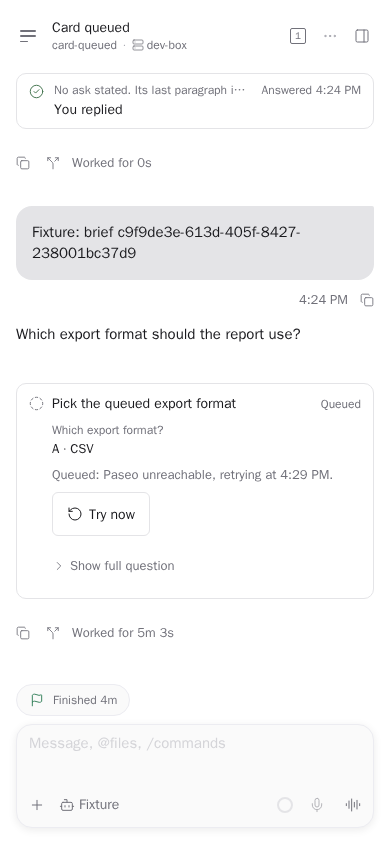 Card queued
card-queued · dev-box
1
No ask stated. Its last paragraph i··· Answered 4:24 PM
You replied
Worked for 0s
Fixture: brief c9f9de3e-613d-405f-8427-
238001bc37d9
4:24 PM
Which export format should the report use?
Pick the queued export format Queued
Which export format?
A · CSV
Queued: Paseo unreachable, retrying at 4:29 PM.
Try now
Show full question
Worked for 5m 3s
Finished 4m
Message, @files, /commands
Fixture